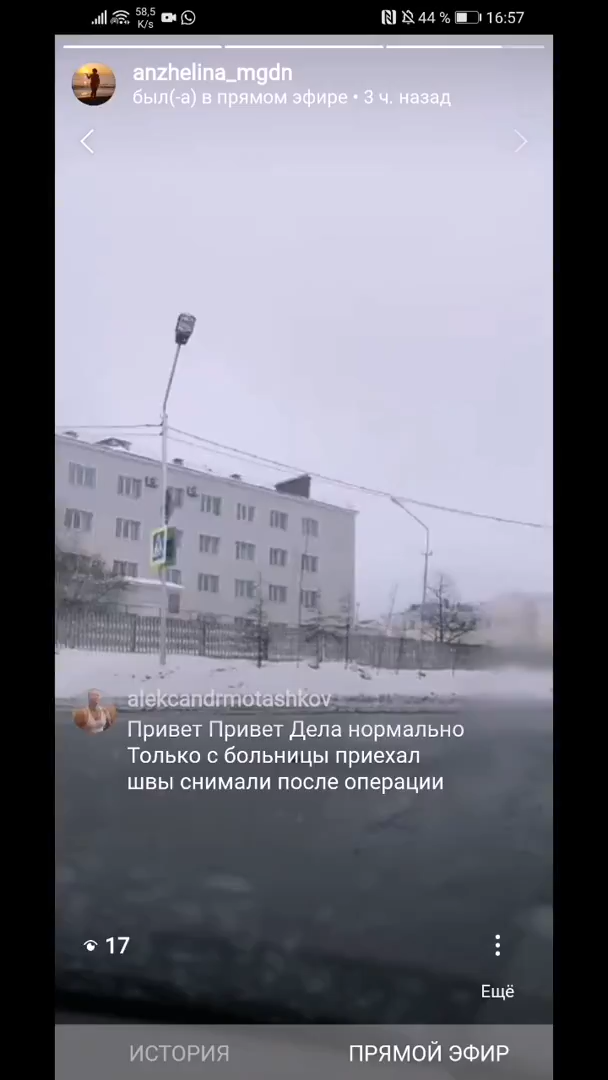 58,5
K/s
44 %
16:57
anzhelina_mgdn
был(-а) в прямом эфире • 3 ч. назад
alekcandrmotashkov
Привет Привет Дела нормально
Только с больницы приехал
швы снимали после операции
17
Ещё
ИСТОРИЯ
ПРЯМОЙ ЭФИР